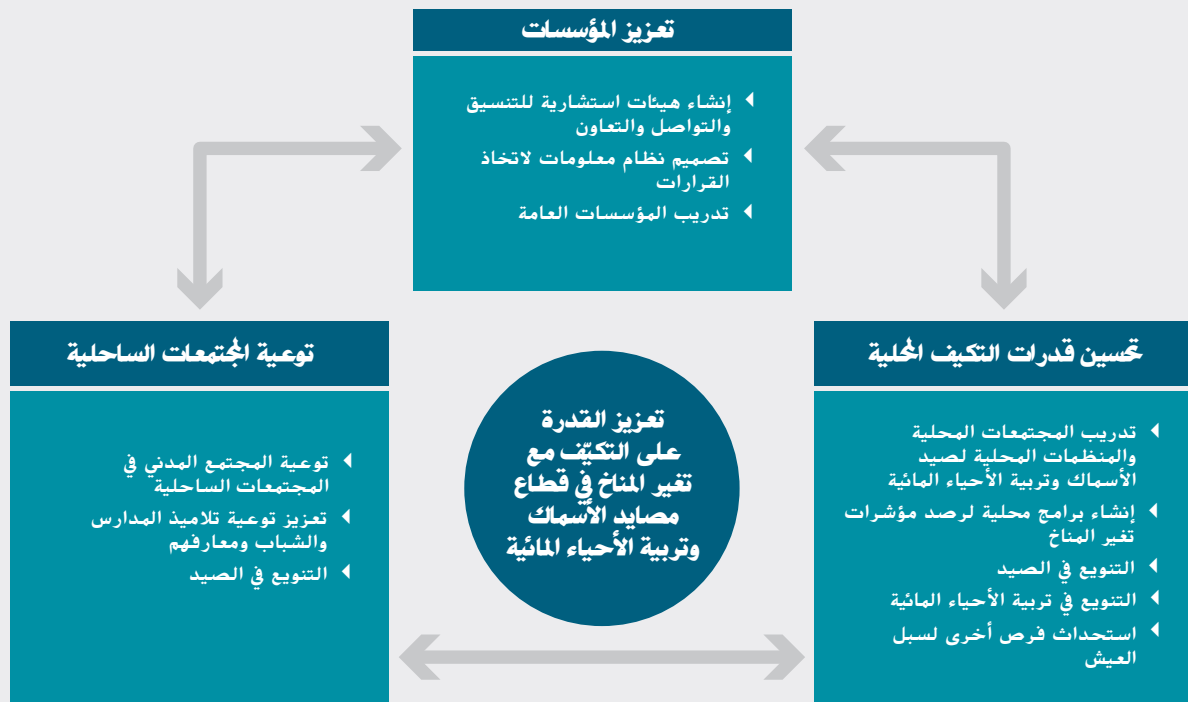 تعزيز المؤسسات
إنشاء هيئات استشارية للتنسيق
والتواصل والتعاون
تصميم نظام معلومات لاتخاذ
القرارات
تدريب المؤسسات العامة
تحسين قدرات التكيف المحلية
تدريب المجتمعات المحلية
والمنظمات المحلية لصيد
الأسماك وتربية الأحياء المائية
إنشاء برامج محلية لرصد مؤشرات
تغير المناخ
التنويع في الصيد
التنويع في تربية الأحياء المائية
استحداث فرص أخرى لسبل
العيش
تعزيز القدرة
على التكيّف مع
تغير المناخ في قطاع
مصايد الأسماك
وتربية الأحياء المائية
توعية المجتمعات الساحلية
توعية المجتمع المدني في
المجتمعات الساحلية
تعزيز توعية تلاميذ المدارس
والشباب ومعارفهم
التنويع في الصيد